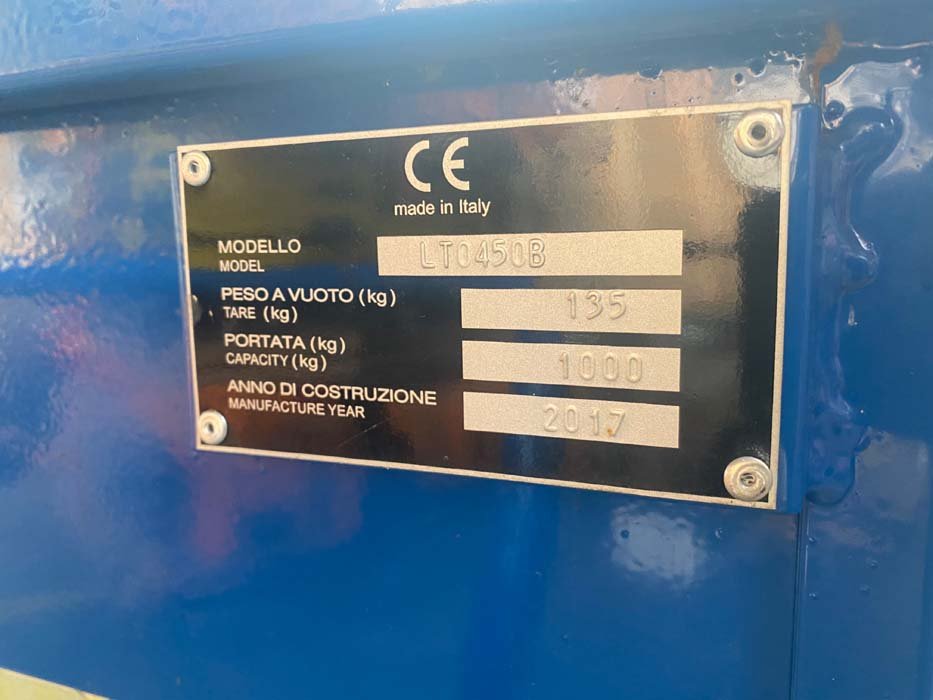 CE
made in Italy
MODELLO LT0450B
MODEL
PESO A VUOTO (kg) 135
TARE (kg)
PORTATA (kg) 1000
CAPACITY (kg)
ANNO DI COSTRUZIONE 2017
MANUFACTURE YEAR